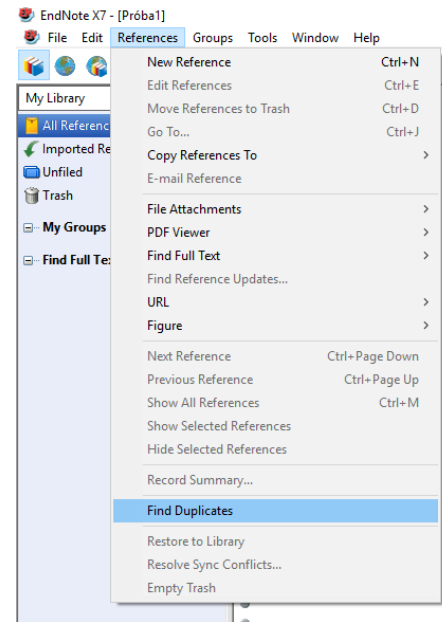 EndNote X7 - [Próba1]
File Edit References Groups Tools Window Help
My Library
All Referenc
Imported Re
Unfiled
Trash
My Groups
Find Full Te
New Reference Ctrl+N
Edit References Ctrl+E
Move References to Trash Ctrl+D
Go To... Ctrl+J
Copy References To
E-mail Reference
File Attachments
PDF Viewer
Find Full Text
Find Reference Updates...
URL
Figure
Next Reference Ctrl+Page Down
Previous Reference Ctrl+Page Up
Show All References Ctrl+M
Show Selected References
Hide Selected References
Record Summary...
Find Duplicates
Restore to Library
Resolve Sync Conflicts...
Empty Trash